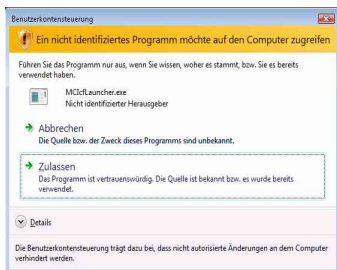 Benutzerkontensteuerung
Ein nicht identifiziertes Programm möchte auf den Computer zugreifen
Führen Sie das Programm nur aus, wenn Sie wissen, woher es stammt, bzw. Sie es bereits
verwendet haben.
MCIcfLauncher.exe
Nicht identifizierter Herausgeber
Abbrechen
Die Quelle bzw. der Zweck dieses Programms sind unbekannt.
Zulassen
Das Programm ist vertrauenswürdig. Die Quelle ist bekannt bzw. es wurde bereits
verwendet.
Details
Die Benutzerkontensteuerung trägt dazu bei, dass nicht autorisierte Änderungen an dem Computer
verhindert werden.